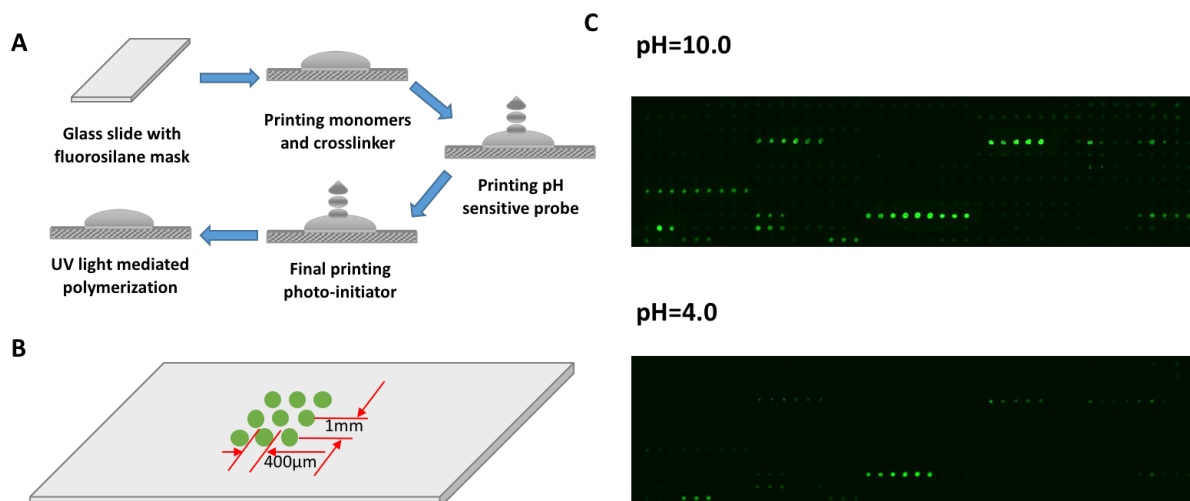 A
Glass slide with
fluorosilane mask
Printing monomers
and crosslinker
Printing pH
sensitive probe
Final printing
photo-initiator
UV light mediated
polymerization
B
1mm
400μm
C
pH=10.0
pH=4.0